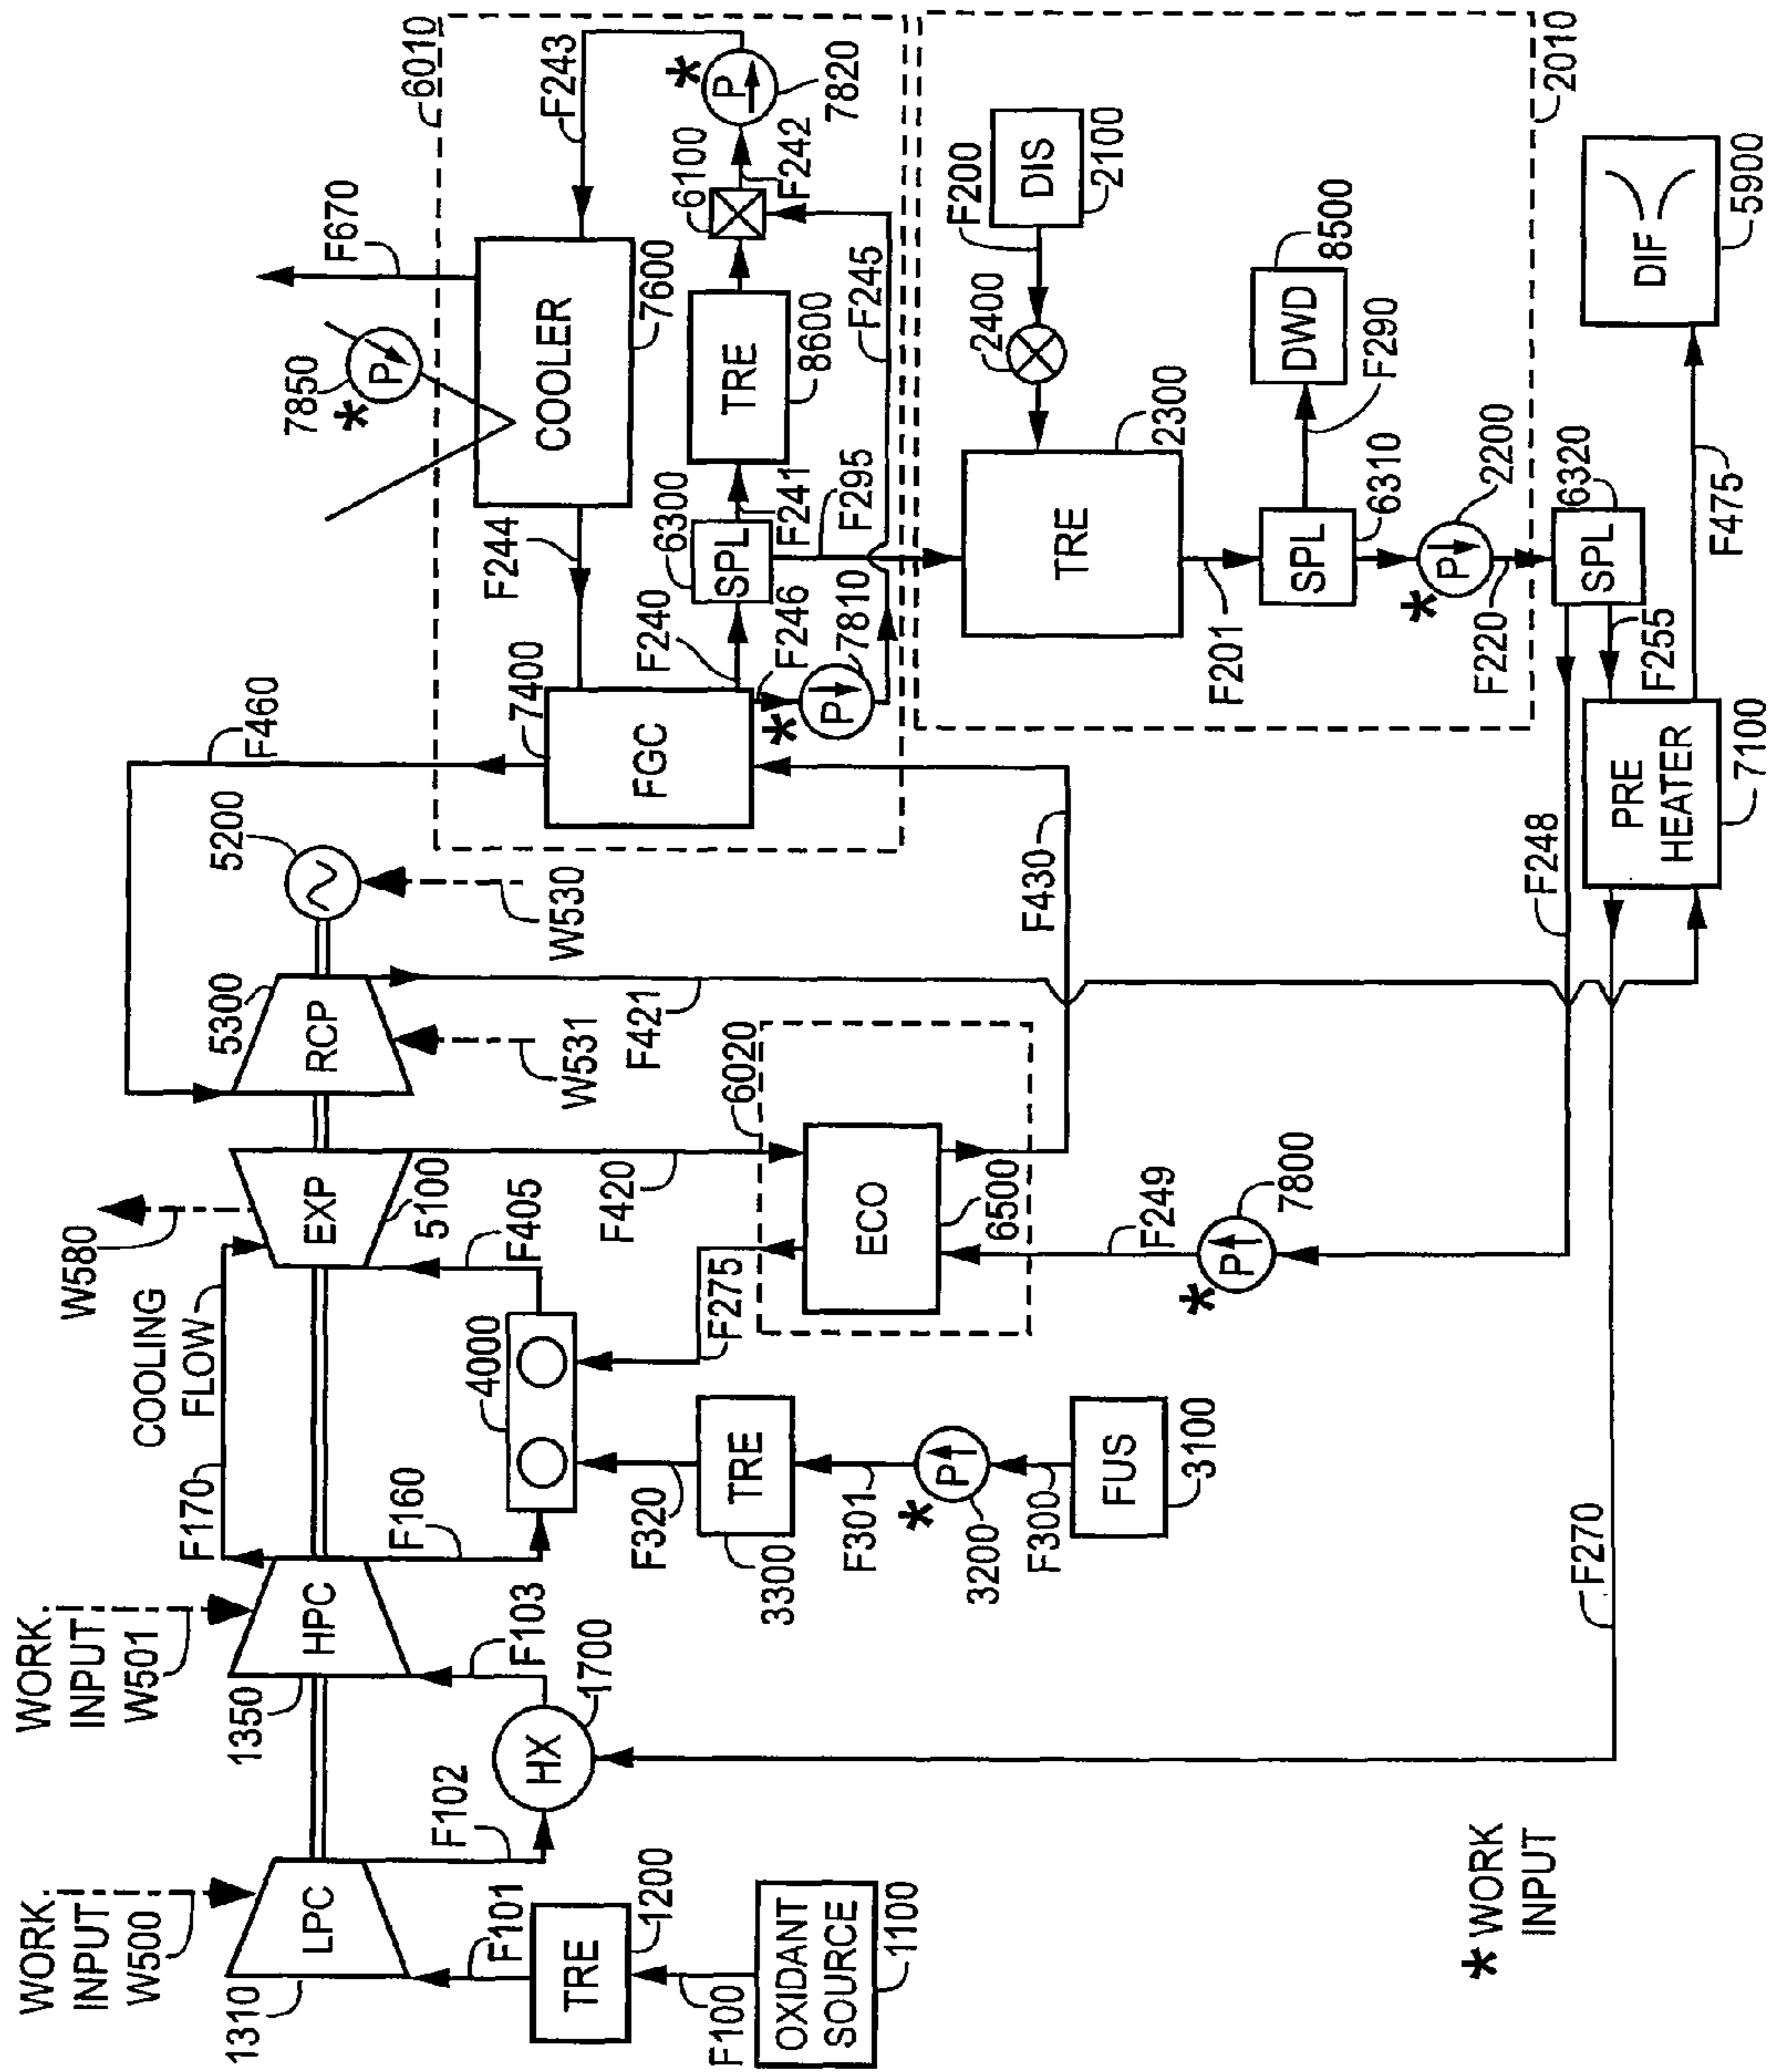 WORK
INPUT
W500
1310
LPC
F101
TRE
1200
F100
OXIDANT
SOURCE
1100
F102
HX
1700
F103
WORK
INPUT
W501
1350
HPC
F170
COOLING
FLOW
F160
4000
F405
W580
EXP
5100
F320
TRE
3300
F301
P
*
3200
F300
FUS
3100
F275
F420
6020
ECO
6500
F249
P
*
7800
5300
RCP
W531
F421
5200
W530
F460
F430
7400
FGC
F244
F240
F246
*
P
7810
6300
SPL
F241
F295
TRE
8600
F245
6100
F242
*
P
7820
COOLER
7600
7850
*
P
F670
F243
6010
2010
DIS
2100
F200
2400
TRE
2300
F201
SPL
6310
DWD
8500
F290
*
P
2200
F220
SPL
6320
F255
F248
PRE
HEATER
7100
F475
DIF
5900
F270
* WORK
INPUT